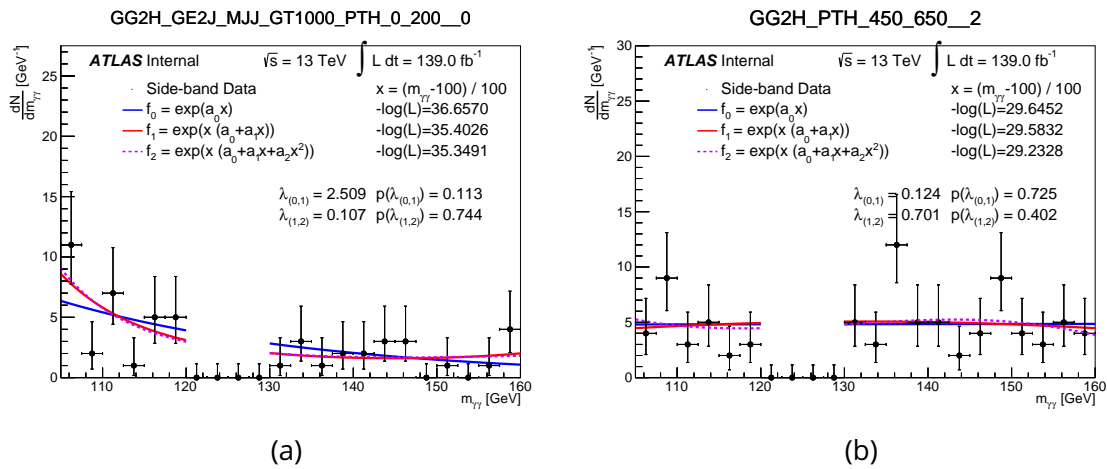 GG2H_GE2J_MJJ_GT1000_PTH_0_200__0
dN/dm_γγ [GeV⁻¹]
ATLAS Internal √s = 13 TeV ∫ L dt = 139.0 fb⁻¹
Side-band Data x = (m_γγ-100) / 100
f₀ = exp(a₀x) -log(L)=36.6570
f₁ = exp(x (a₀+a₁x)) -log(L)=35.4026
f₂ = exp(x (a₀+a₁x+a₂x²)) -log(L)=35.3491
λ(0,1) = 2.509 p(λ(0,1)) = 0.113
λ(1,2) = 0.107 p(λ(1,2)) = 0.744
25
20
15
10
5
0
110 120 130 140 150 160
m_γγ [GeV]
(a)
GG2H_PTH_450_650__2
dN/dm_γγ [GeV⁻¹]
ATLAS Internal √s = 13 TeV ∫ L dt = 139.0 fb⁻¹
Side-band Data x = (m_γγ-100) / 100
f₀ = exp(a₀x) -log(L)=29.6452
f₁ = exp(x (a₀+a₁x)) -log(L)=29.5832
f₂ = exp(x (a₀+a₁x+a₂x²)) -log(L)=29.2328
λ(0,1) = 0.124 p(λ(0,1)) = 0.725
λ(1,2) = 0.701 p(λ(1,2)) = 0.402
30
25
20
15
10
5
0
110 120 130 140 150 160
m_γγ [GeV]
(b)